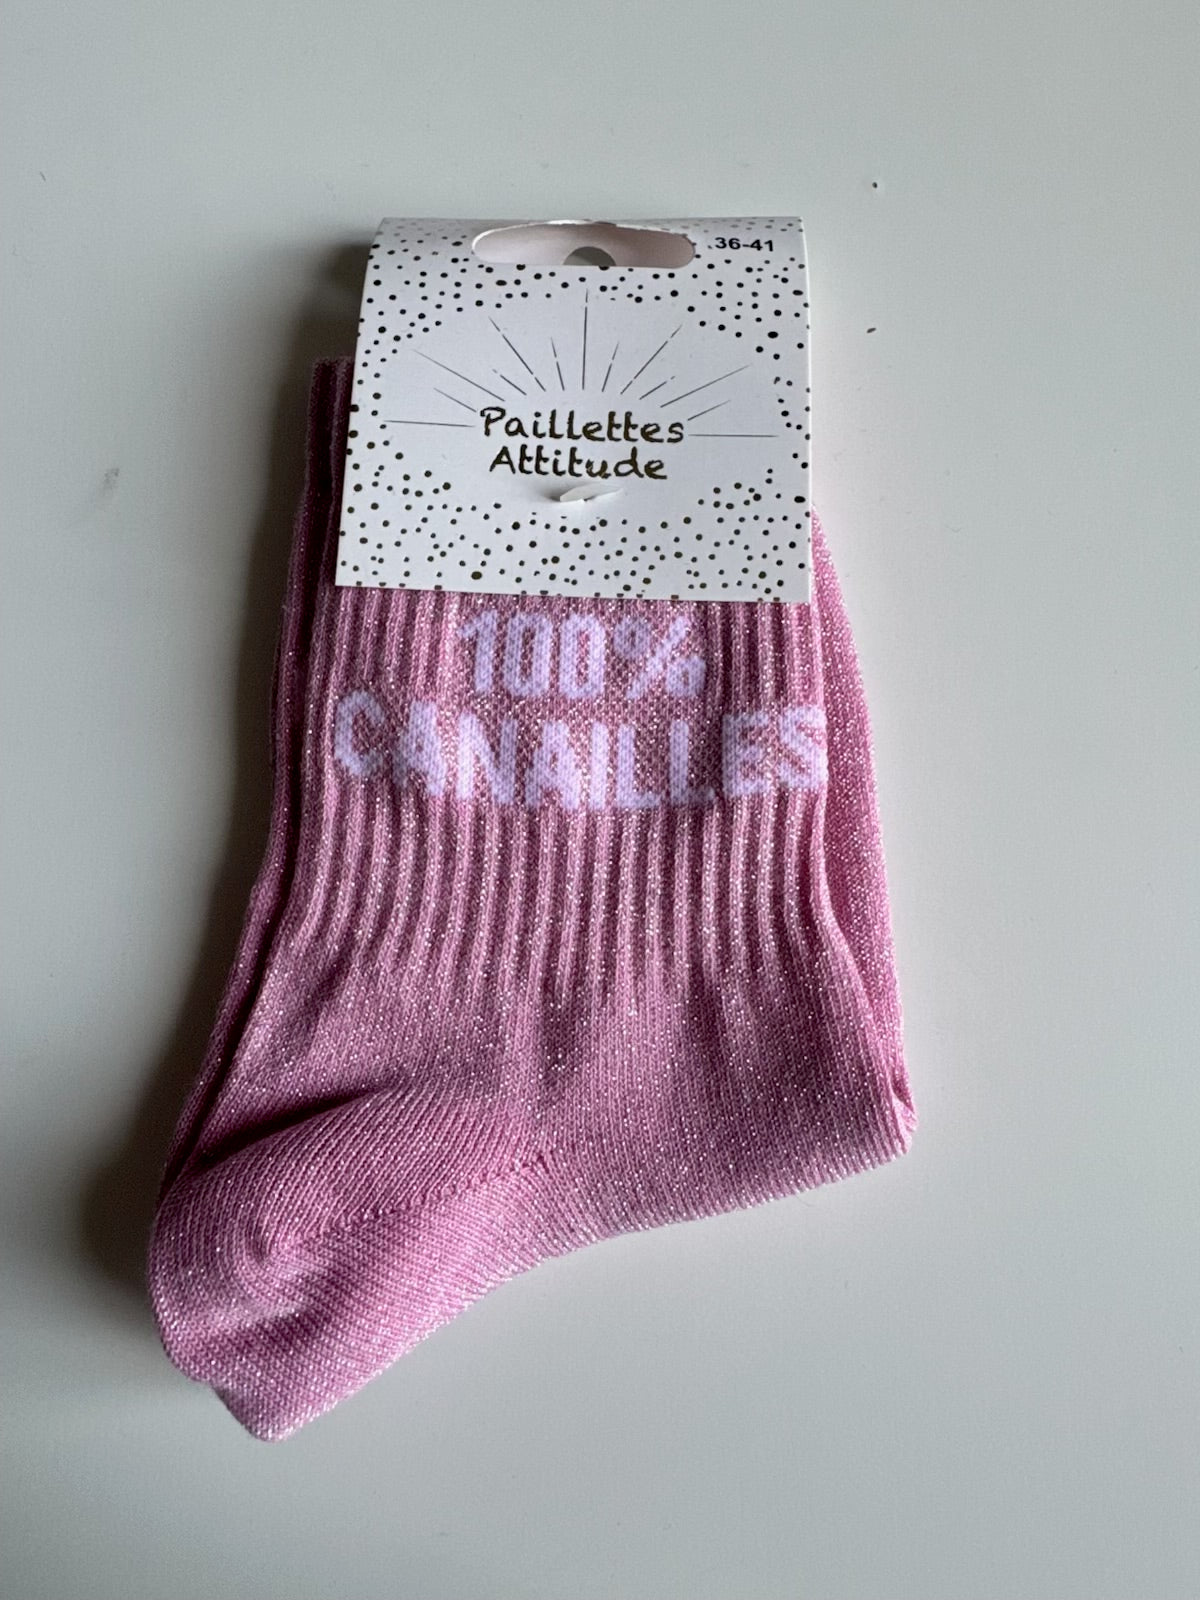 36-41
Paillettes
Attitude
100%
CANAILLES